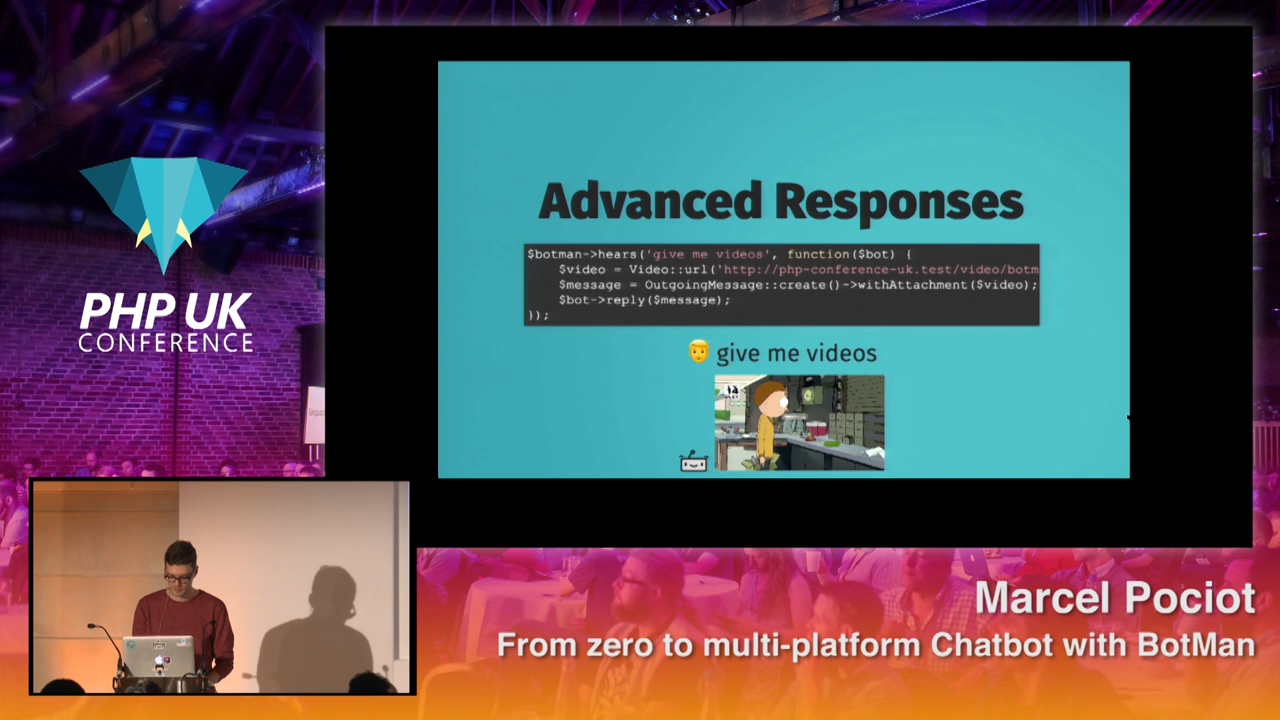 PHP UK
CONFERENCE
Advanced Responses
$botman->hears('give me videos', function($bot) {
$video = Video::url('http://php-conference-uk.test/video/botm
$message = OutgoingMessage::create()->withAttachment($video);
$bot->reply($message);
});
give me videos
14
Marcel Pociot
From zero to multi-platform Chatbot with BotMan